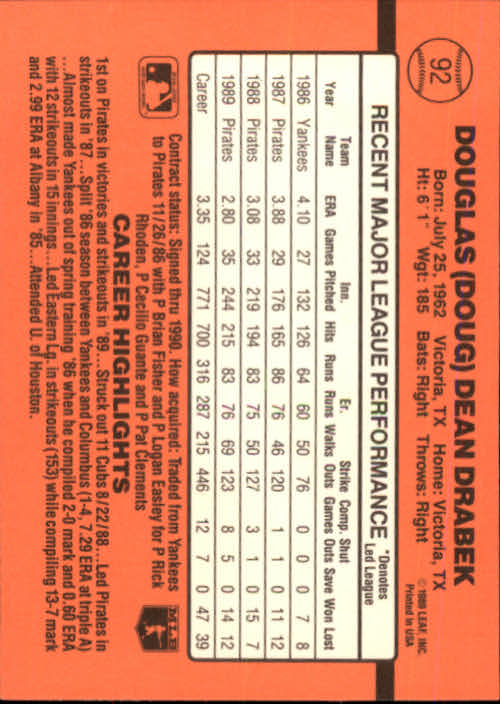 92
DOUGLAS (DOUG) DEAN DRABEK
Born: July 25, 1962 Victoria, TX Home: Victoria, TX
Ht: 6' 1" Wgt: 185 Bats: Right Throws: Right
© 1989 LEAF, INC.
Printed in USA
RECENT MAJOR LEAGUE PERFORMANCE
*Denotes
Led League
Team Inn. Er. Strike Comp. Shut
Year Name ERA Games Pitched Hits Runs Runs Walks Outs Games Outs Save Won Lost
1986 Yankees 4.10 27 132 126 64 60 50 76 0 0 0 7 8
1987 Pirates 3.88 29 176 165 86 76 46 120 1 1 0 11 12
1988 Pirates 3.08 33 219 194 83 75 50 127 3 1 0 15 7
1989 Pirates 2.80 35 244 215 83 76 69 123 8 5 0 14 12
Career 3.35 124 771 700 316 287 215 446 12 7 0 47 39
Contract status: Signed thru 1990. How acquired: Traded from Yankees
to Pirates 11/26/86 with P Brian Fisher and P Logan Easley for P Rick
Rhoden, P Cecilio Guante and P Pat Clements
MLB
CAREER HIGHLIGHTS
1st on Pirates in victories and strikeouts in '89... Struck out 11 Cubs 8/22/88... Led Pirates in
strikeouts in '87... Split '86 season between Yankees and Columbus (1-4, 7.29 ERA at triple A)
...Almost made Yankees out of spring training '86 when he compiled 2-0 mark and 0.60 ERA
with 12 strikeouts in 15 innings...Led Eastern Lg. in strikeouts (153) while compiling 13-7 mark
and 2.99 ERA at Albany in '85...Attended U. of Houston.